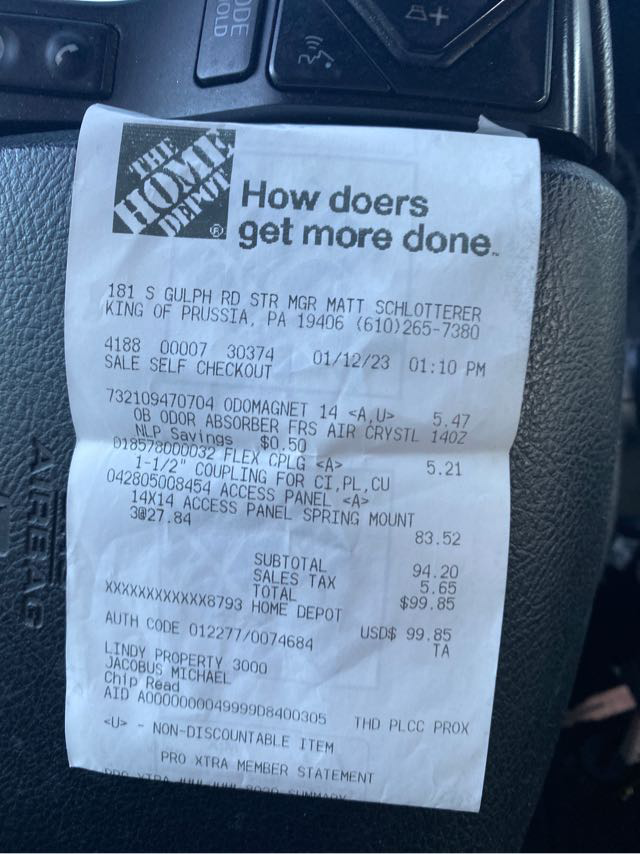 MODE
HOLD
THE
HOME
DEPOT
How doers
get more done.
181 S GULPH RD STR MGR MATT SCHLOTTERER
KING OF PRUSSIA, PA 19406 (610)265-7380
4188 00007 30374 01/12/23 01:10 PM
SALE SELF CHECKOUT
732109470704 ODOMAGNET 14 <A,U> 5.47
OB ODOR ABSORBER FRS AIR CRYSTL 14OZ
NLP Savings $0.50
018578000032 FLEX CPLG <A> 5.21
1-1/2" COUPLING FOR CI,PL,CU
042805008454 ACCESS PANEL <A>
14X14 ACCESS PANEL SPRING MOUNT
3@27.84 83.52
SUBTOTAL 94.20
SALES TAX 5.65
TOTAL $99.85
XXXXXXXXXXXX8793 HOME DEPOT
USD$ 99.85
AUTH CODE 012277/0074684 TA
LINDY PROPERTY 3000
JACOBUS MICHAEL
Chip Read
AID A0000000049999D8400305 THD PLCC PROX
<U> - NON-DISCOUNTABLE ITEM
PRO XTRA MEMBER STATEMENT
PRO XTRA SUMMARY
AIRBAG